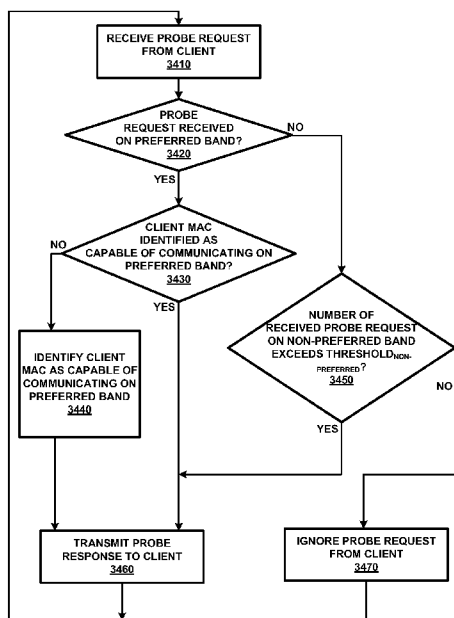 RECEIVE PROBE REQUEST
FROM CLIENT
3410
PROBE
REQUEST RECEIVED
ON PREFERRED BAND?
3420
NO
YES
CLIENT MAC
IDENTIFIED AS
CAPABLE OF COMMUNICATING ON
PREFERRED BAND?
3430
NO
YES
NUMBER OF
RECEIVED PROBE REQUEST
ON NON-PREFERRED BAND
EXCEEDS THRESHOLDNON-
PREFERRED?
3450
NO
YES
IDENTIFY CLIENT
MAC AS CAPABLE OF
COMMUNICATING ON
PREFERRED BAND
3440
TRANSMIT PROBE
RESPONSE TO CLIENT
3460
IGNORE PROBE REQUEST
FROM CLIENT
3470